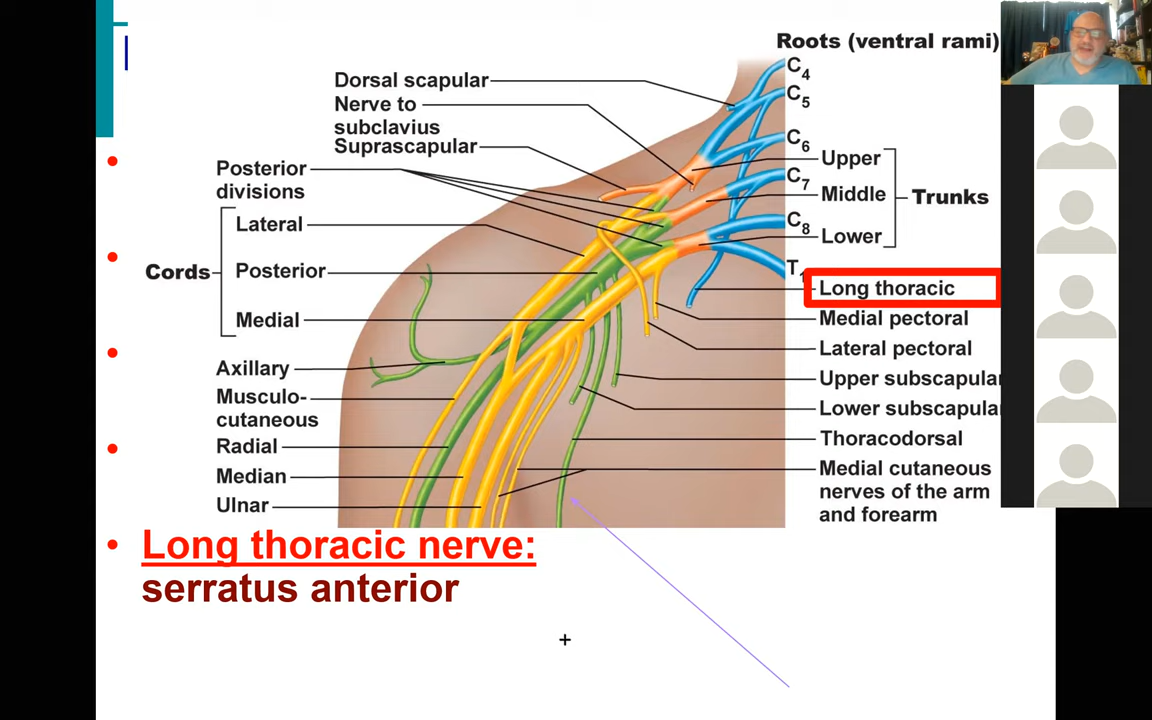 Roots (ventral rami)
Dorsal scapular
Nerve to
subclavius
Suprascapular
Posterior
divisions
Cords
Lateral
Posterior
Medial
Axillary
Musculo-
cutaneous
Radial
Median
Ulnar
C4
C5
C6
C7
C8
T1
Upper
Middle
Lower
Trunks
Long thoracic
Medial pectoral
Lateral pectoral
Upper subscapular
Lower subscapular
Thoracodorsal
Medial cutaneous
nerves of the arm
and forearm
• Long thoracic nerve:
serratus anterior